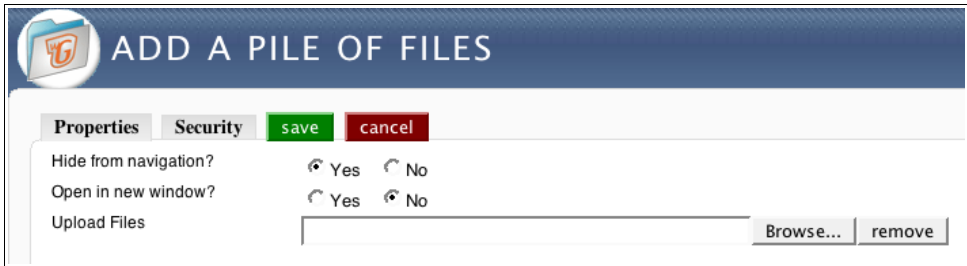 ADD A PILE OF FILES
Properties Security save cancel
Hide from navigation? Yes No
Open in new window? Yes No
Upload Files Browse... remove